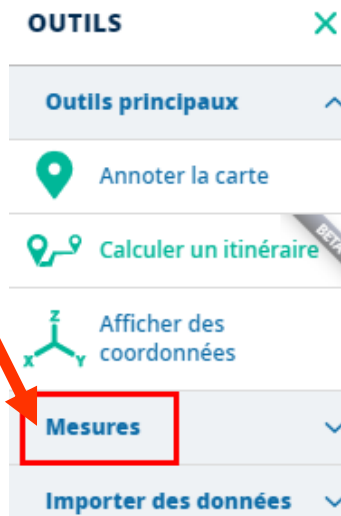 OUTILS
Outils principaux
Annoter la carte
BETA
Calculer un itinéraire
Z
Afficher des
X Y coordonnées
Mesures
Importer des données